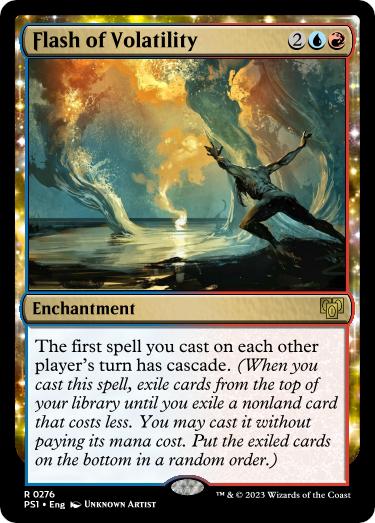 Flash of Volatility 2
Enchantment
The first spell you cast on each other
player's turn has cascade. (When you
cast this spell, exile cards from the top of
your library until you exile a nonland card
that costs less. You may cast it without
paying its mana cost. Put the exiled cards
on the bottom in a random order.)
R 0276
PS1 • Eng Unknown Artist
™ & © 2023 Wizards of the Coast